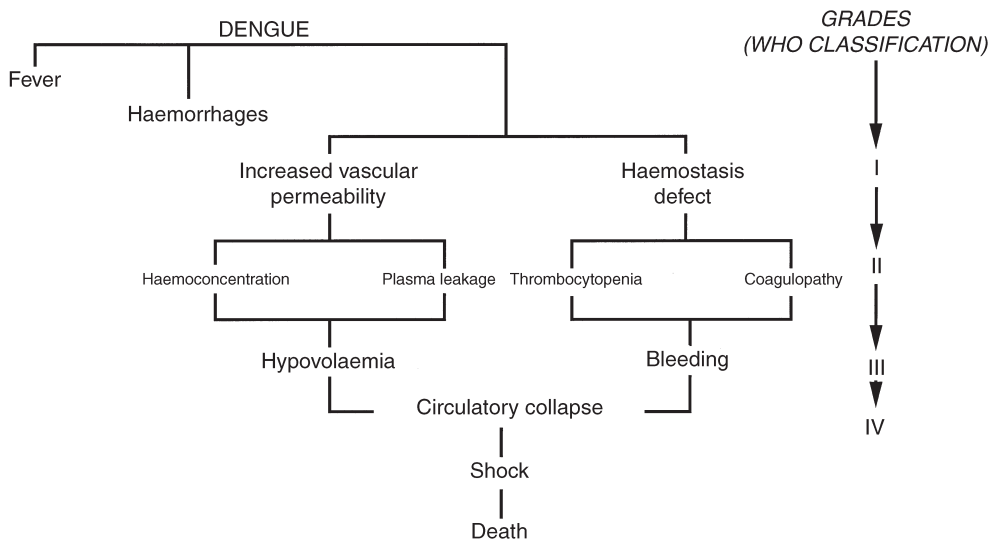 DENGUE
GRADES
(WHO CLASSIFICATION)
Fever
Haemorrhages
Increased vascular
permeability
Haemostasis
defect
I
Haemoconcentration
Plasma leakage
Thrombocytopenia
Coagulopathy
II
Hypovolaemia
Bleeding
III
Circulatory collapse
IV
Shock
Death